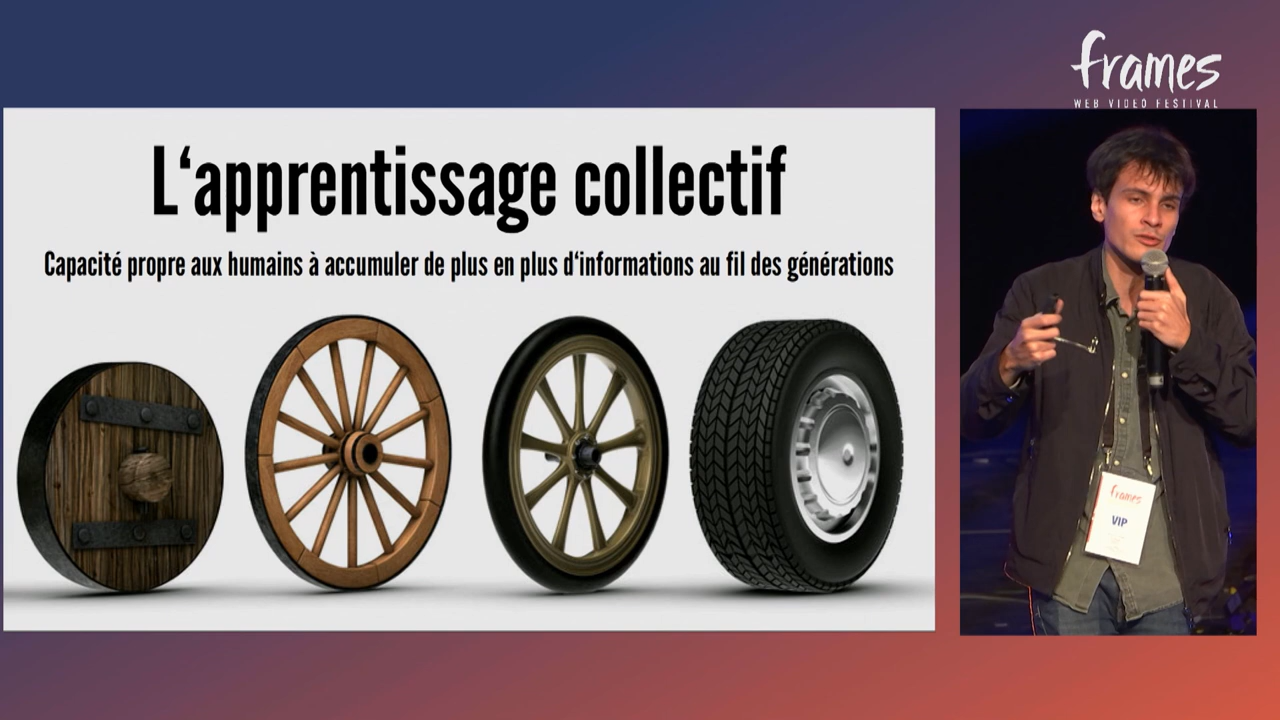 frames
WEB VIDEO FESTIVAL
L‘apprentissage collectif
Capacité propre aux humains à accumuler de plus en plus d‘informations au fil des générations
frames
VIP